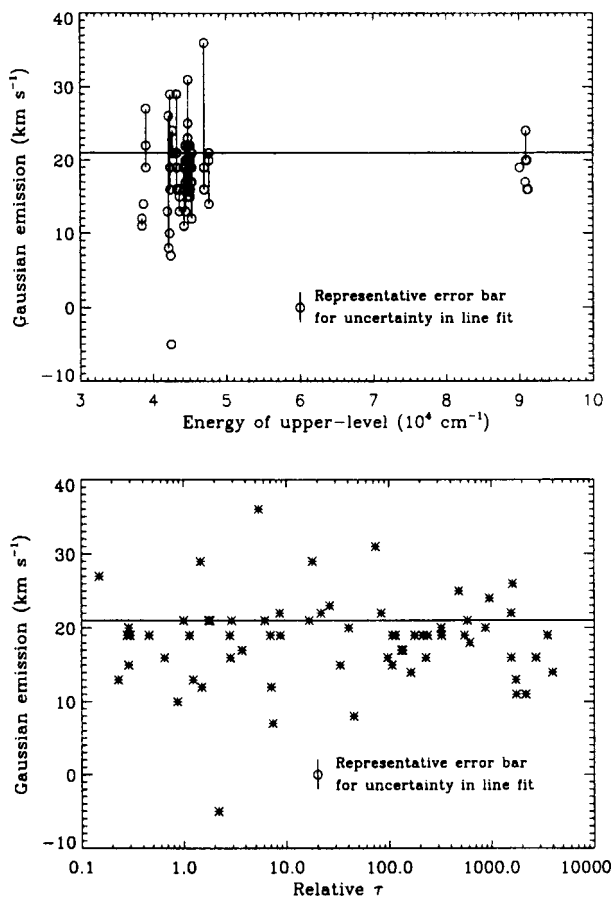 40
30
20
10
0
-10
Gaussian emission (km s⁻¹)
Representative error bar
for uncertainty in line fit
3 4 5 6 7 8 9 10
Energy of upper-level (10⁴ cm⁻¹)
40
30
20
10
0
-10
Gaussian emission (km s⁻¹)
Representative error bar
for uncertainty in line fit
0.1 1.0 10.0 100.0 1000.0 10000
Relative τ